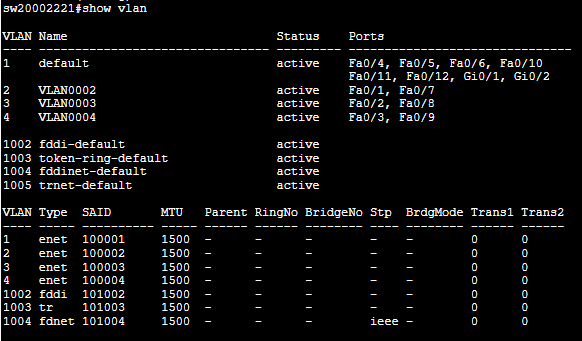 sw20002221#show vlan
VLAN Name                             Status    Ports
---- -------------------------------- --------- -------------------------------
1    default                          active    Fa0/4, Fa0/5, Fa0/6, Fa0/10
                                                Fa0/11, Fa0/12, Gi0/1, Gi0/2
2    VLAN0002                         active    Fa0/1, Fa0/7
3    VLAN0003                         active    Fa0/2, Fa0/8
4    VLAN0004                         active    Fa0/3, Fa0/9
1002 fddi-default                     active
1003 token-ring-default               active
1004 fddinet-default                  active
1005 trnet-default                    active
VLAN Type  SAID       MTU   Parent RingNo BridgeNo Stp  BrdgMode Trans1 Trans2
---- ----- ---------- ----- ------ ------ -------- ---- -------- ------ ------
1    enet  100001     1500  -      -      -        -    -        0      0
2    enet  100002     1500  -      -      -        -    -        0      0
3    enet  100003     1500  -      -      -        -    -        0      0
4    enet  100004     1500  -      -      -        -    -        0      0
1002 fddi  101002     1500  -      -      -        -    -        0      0
1003 tr    101003     1500  -      -      -        -    -        0      0
1004 fdnet 101004     1500  -      -      -        ieee -        0      0